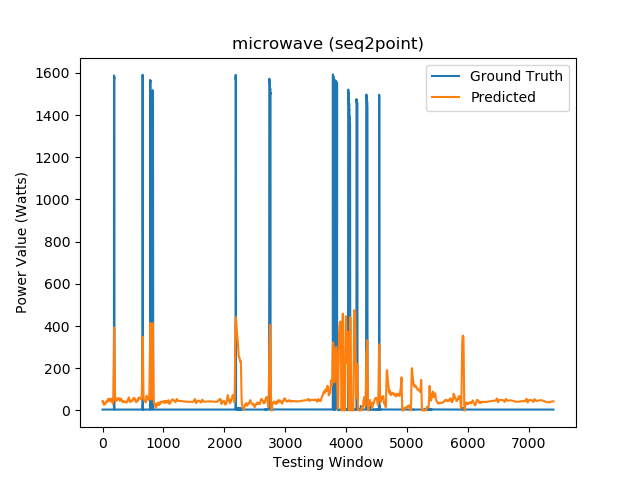 microwave (seq2point)
Ground Truth
Predicted
Power Value (Watts)
1600
1400
1200
1000
800
600
400
200
0
0 1000 2000 3000 4000 5000 6000 7000
Testing Window